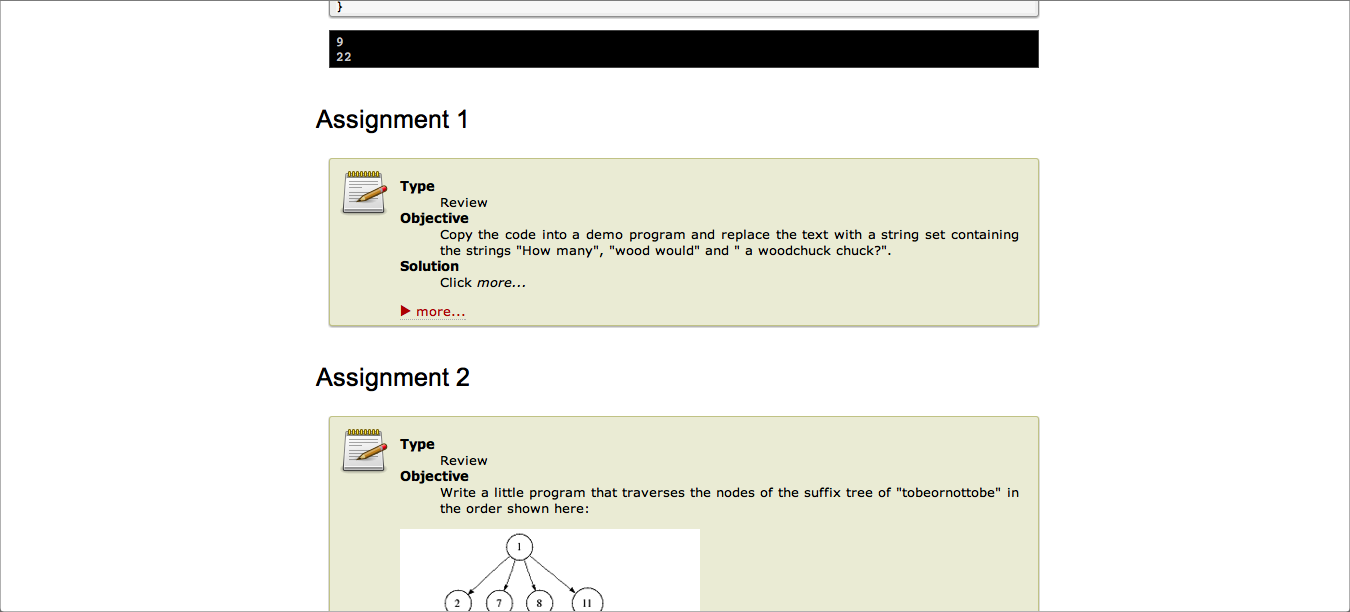 }
9
22
Assignment 1
Type
Review
Objective
Copy the code into a demo program and replace the text with a string set containing
the strings "How many", "wood would" and " a woodchuck chuck?".
Solution
Click more...
more...
Assignment 2
Type
Review
Objective
Write a little program that traverses the nodes of the suffix tree of "tobeornottobe" in
the order shown here:
1
2 7 8 11